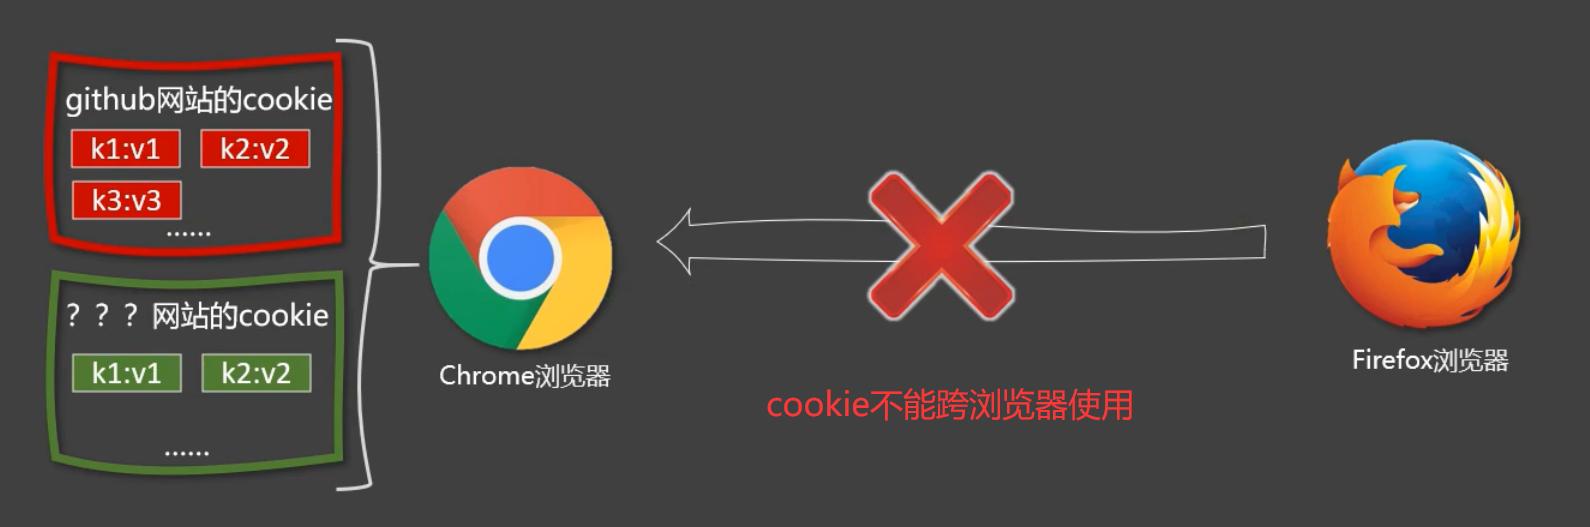 github网站的cookie
k1:v1 k2:v2
k3:v3
......
？？？网站的cookie
k1:v1 k2:v2
......
Chrome浏览器
cookie不能跨浏览器使用
Firefox浏览器